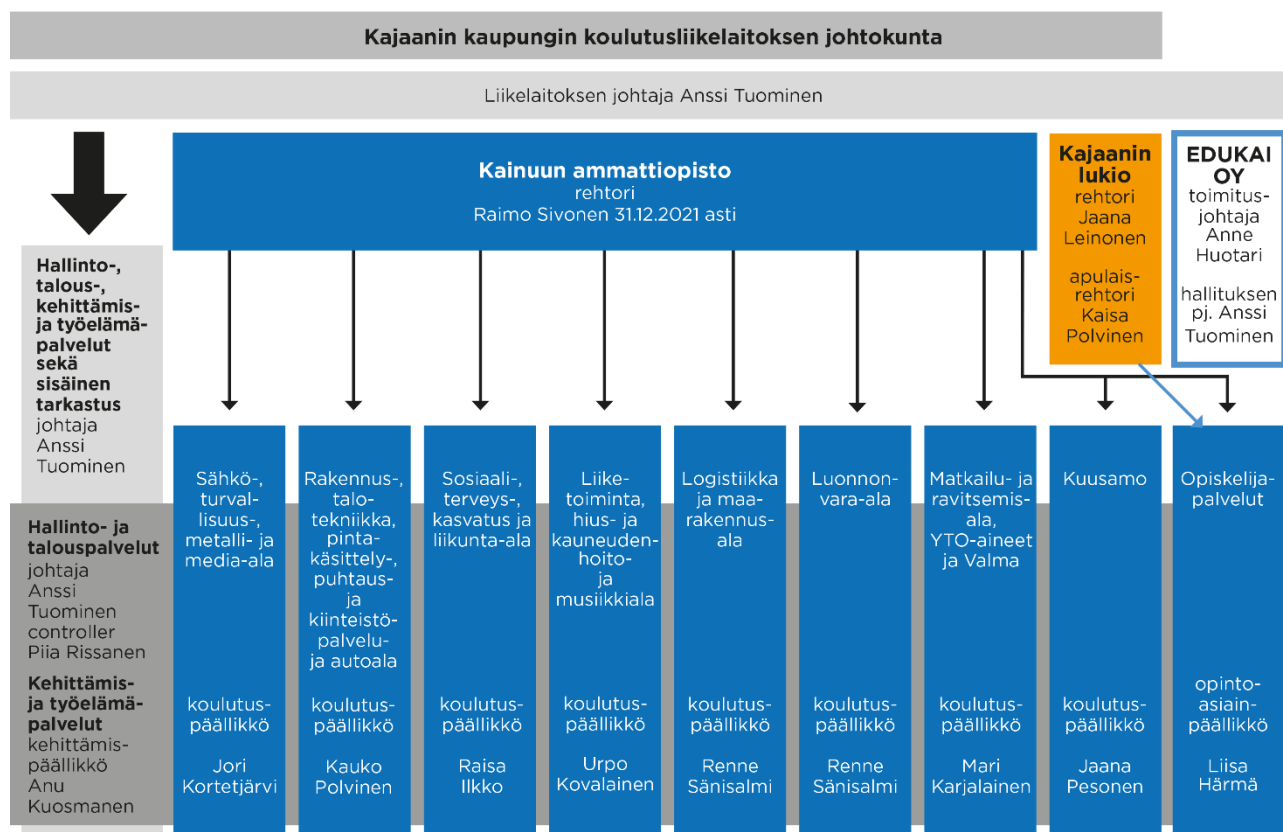 Kajaanin kaupungin koulutusliikelaitoksen johtokunta
Liikelaitoksen johtaja Anssi Tuominen
Kainuun ammattiopisto
rehtori
Raimo Sivonen 31.12.2021 asti
Kajaanin
lukio
rehtori
Jaana
Leinonen
apulais-
rehtori
Kaisa
Polvinen
EDUKAI
OY
toimitus-
johtaja
Anne
Huotari
hallituksen
pj. Anssi
Tuominen
Hallinto-,
talous-,
kehittämis-
ja työelämä-
palvelut
sekä
sisäinen
tarkastus
johtaja
Anssi
Tuominen
Hallinto- ja
talouspalvelut
johtaja
Anssi
Tuominen
controller
Piia Rissanen
Kehittämis-
ja työelämä-
palvelut
kehittämis-
päällikkö
Anu
Kuosmanen
Sähkö-,
turval-
lisuus-,
metalli- ja
media-ala
koulutus-
päällikkö
Jori
Kortetjärvi
Rakennus-,
talo-
tekniikka,
pinta-
käsittely-,
puhtaus-
ja
kiinteistö-
palvelu-
ja autoala
koulutus-
päällikkö
Kauko
Polvinen
Sosiaali-,
terveys-,
kasvatus ja
liikunta-ala
koulutus-
päällikkö
Raisa
Ilkko
Liike-
toiminta,
hius- ja
kauneuden-
hoito-
ja
musiikkiala
koulutus-
päällikkö
Urpo
Kovalainen
Logistiikka
ja maa-
rakennus-
ala
koulutus-
päällikkö
Renne
Sänisalmi
Luonnon-
vara-ala
koulutus-
päällikkö
Renne
Sänisalmi
Matkailu- ja
ravitsemis-
ala,
YTO-aineet
ja Valma
koulutus-
päällikkö
Mari
Karjalainen
Kuusamo
koulutus-
päällikkö
Jaana
Pesonen
Opiskelija-
palvelut
opinto-
asiain-
päällikkö
Liisa
Härmä